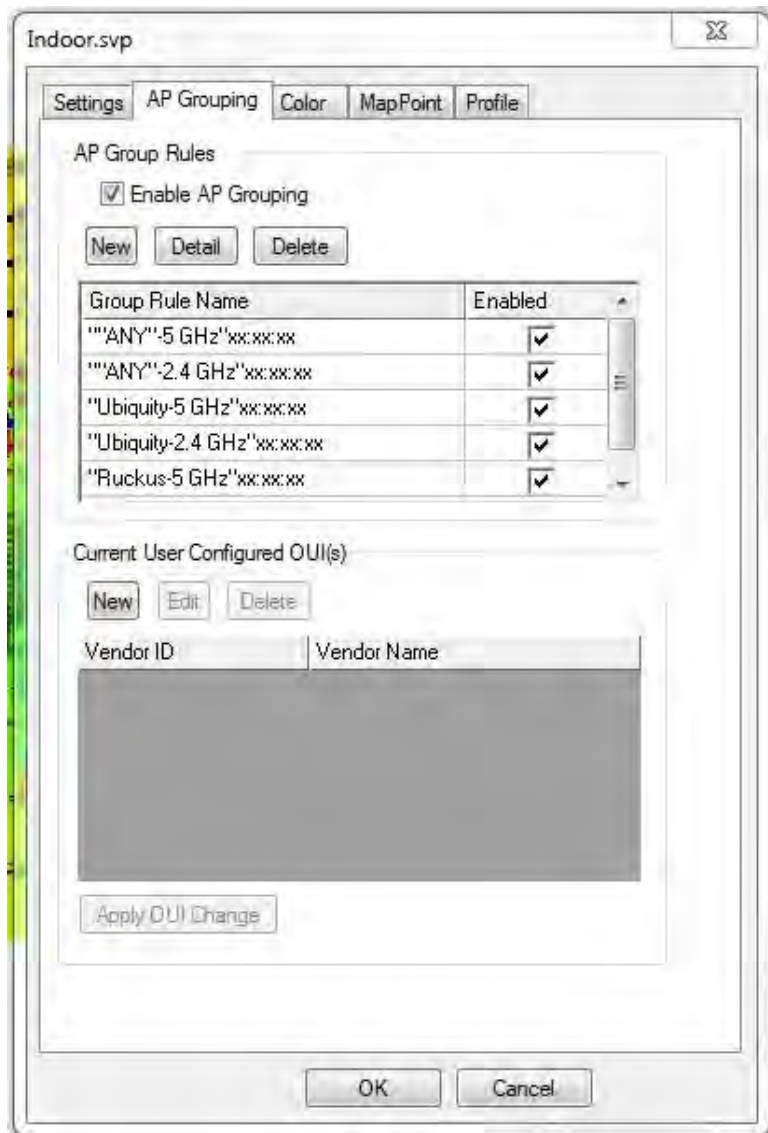 Indoor.svp
Settings AP Grouping Color MapPoint Profile
AP Group Rules
Enable AP Grouping
New Detail Delete
Group Rule Name Enabled
""ANY"-5 GHz"xx:xx:xx
""ANY"-2.4 GHz"xx:xx:xx
"Ubiquity-5 GHz"xx:xx:xx
"Ubiquity-2.4 GHz"xx:xx:xx
"Ruckus-5 GHz"xx:xx:xx
Current User Configured OUI(s)
New Edit Delete
Vendor ID Vendor Name
Apply OUI Change
OK Cancel